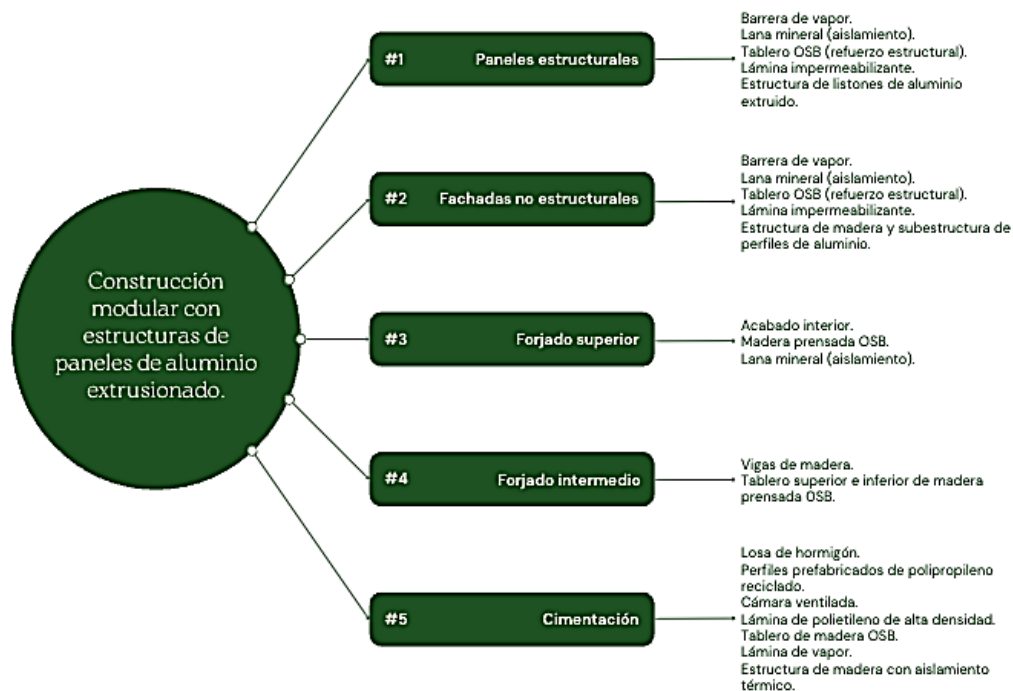 Construcción
modular con
estructuras de
paneles de aluminio
extrusionado.
#1 Paneles estructurales
Barrera de vapor.
Lana mineral (aislamiento).
Tablero OSB (refuerzo estructural).
Lámina impermeabilizante.
Estructura de listones de aluminio
extruido.
#2 Fachadas no estructurales
Barrera de vapor.
Lana mineral (aislamiento).
Tablero OSB (refuerzo estructural).
Lámina impermeabilizante.
Estructura de madera y subestructura de
perfiles de aluminio.
#3 Forjado superior
Acabado interior.
Madera prensada OSB.
Lana mineral (aislamiento).
#4 Forjado intermedio
Vigas de madera.
Tablero superior e inferior de madera
prensada OSB.
#5 Cimentación
Losa de hormigón.
Perfiles prefabricados de polipropileno
reciclado.
Cámara ventilada.
Lámina de polietileno de alta densidad.
Tablero de madera OSB.
Lámina de vapor.
Estructura de madera con aislamiento
térmico.